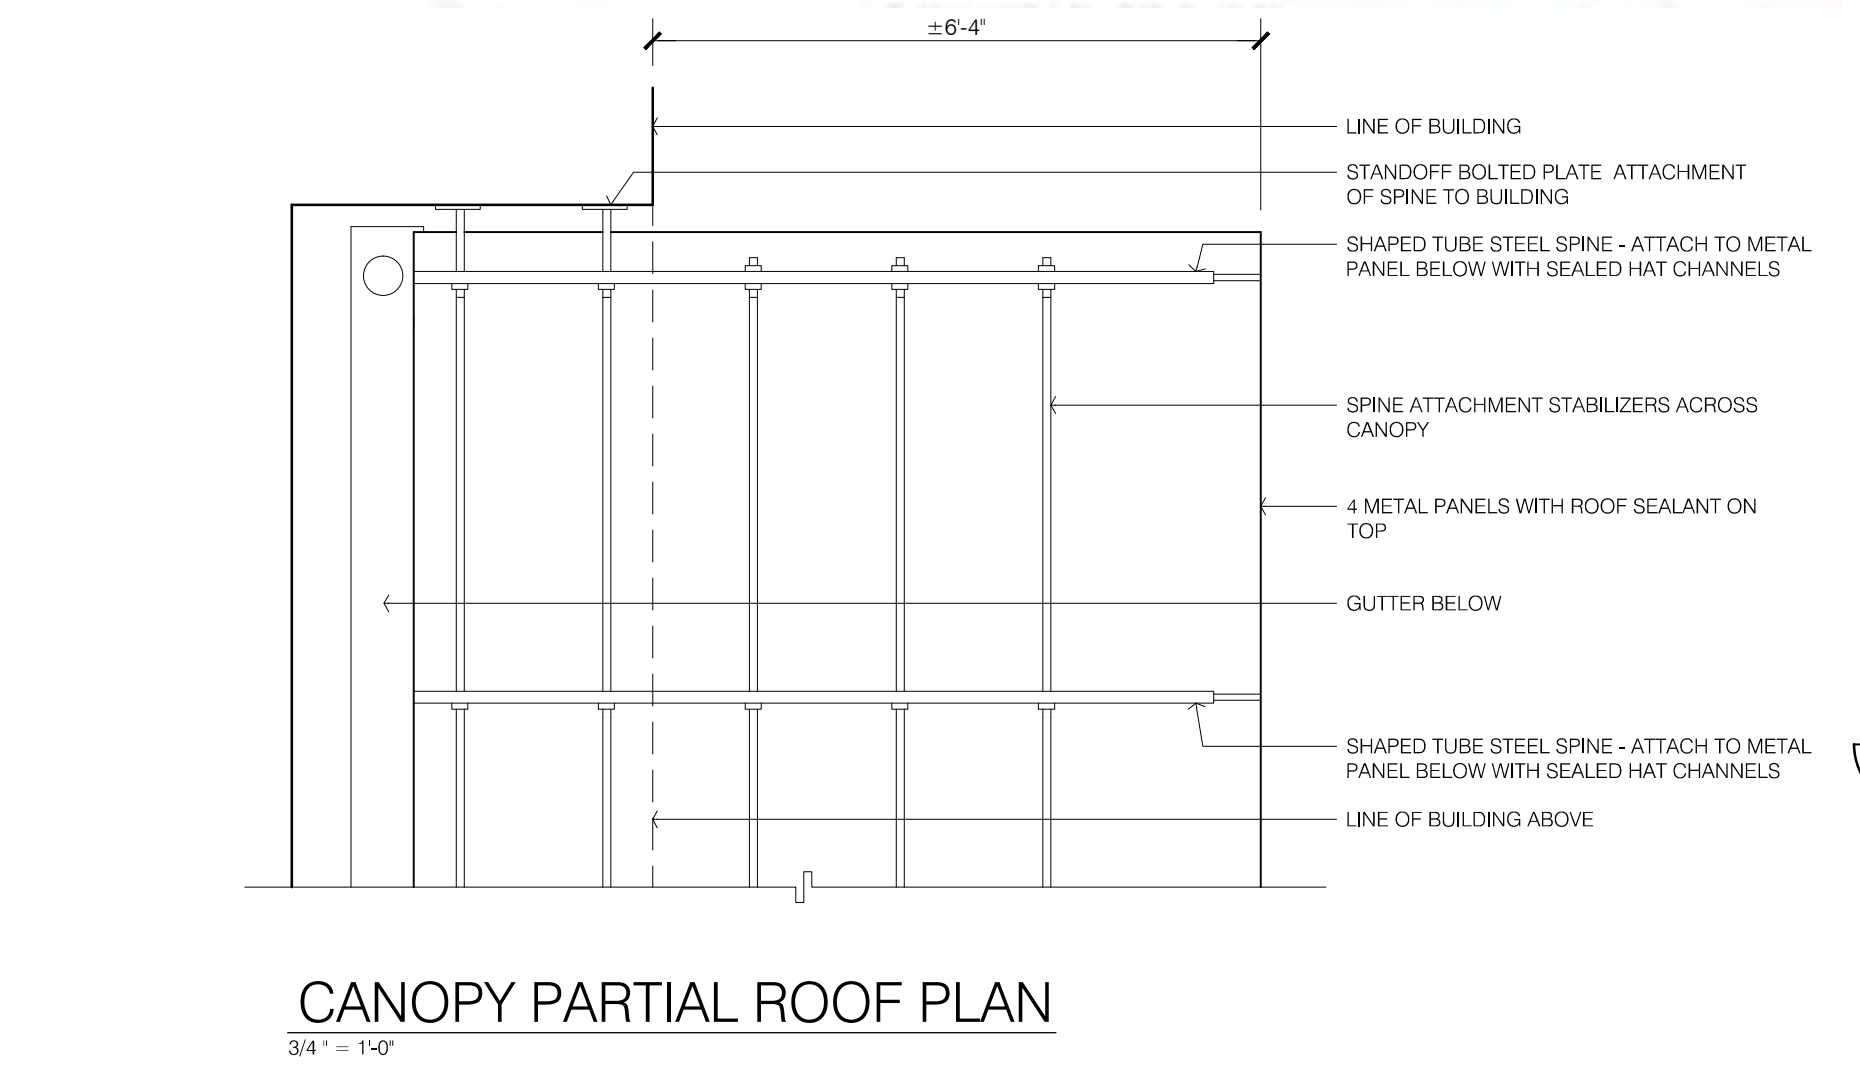 ±6'-4"
LINE OF BUILDING
STANDOFF BOLTED PLATE  ATTACHMENT
OF SPINE TO BUILDING
SHAPED TUBE STEEL SPINE - ATTACH TO METAL
PANEL BELOW WITH SEALED HAT CHANNELS
SPINE ATTACHMENT STABILIZERS ACROSS
CANOPY
4 METAL PANELS WITH ROOF SEALANT ON
TOP
GUTTER BELOW
SHAPED TUBE STEEL SPINE - ATTACH TO METAL
PANEL BELOW WITH SEALED HAT CHANNELS
LINE OF BUILDING ABOVE
CANOPY PARTIAL ROOF PLAN
3/4 " = 1'-0"